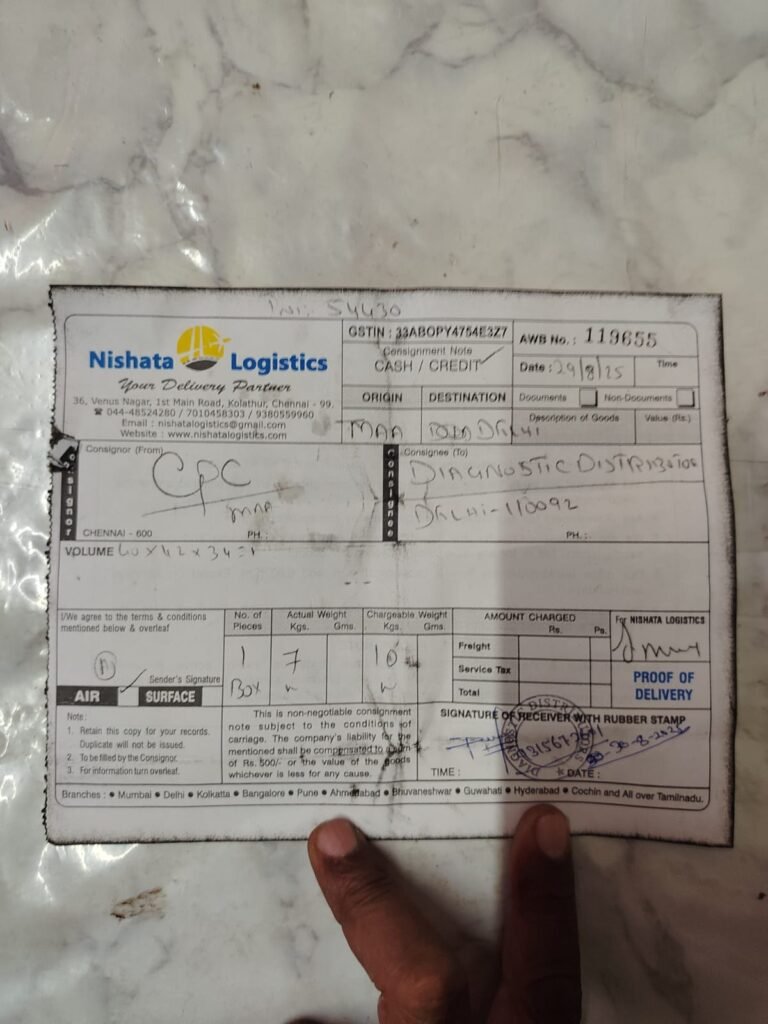 Inv: 54430
Nishata Logistics
Your Delivery Partner
36, Venus Nagar, 1st Main Road, Kolathur, Chennai - 99.
☎ 044-48524280 / 7010458303 / 9380559960
Email : nishatalogistics@gmail.com
Website : www.nishatalogistics.com
GSTIN : 33ABOPY4754E3Z7
Consignment Note
CASH / CREDIT ✓
AWB No. : 119655
Date : 29/8/25 Time
ORIGIN DESTINATION
Documents Non-Documents
MAA DELHI
Description of Goods Value (Rs.)
Consignor Consignor (From)
CPC
MAA
CHENNAI - 600 PH. :
Consignee Consignee (To)
DIAGNOSTIC DISTRIBUTOR
DELHI-110092
PH. :
VOLUME 60 x 42 x 34 = 1
I/We agree to the terms & conditions
mentioned below & overleaf
Sender's Signature
AIR ✓ SURFACE
No. of
Pieces
1
BOX
Actual Weight
Kgs. Gms.
7
Chargeable Weight
Kgs. Gms.
10
AMOUNT CHARGED
Rs. Ps.
Freight
Service Tax
Total
For NISHATA LOGISTICS
PROOF OF
DELIVERY
Note :
1. Retain this copy for your records.
Duplicate will not be issued.
2. To be filled by the Consignor.
3. For information turn overleaf.
This is non-negotiable consignment
note subject to the conditions of
carriage. The company's liability for the
mentioned shall be compensated to a sum
of Rs. 500/- or the value of the goods
whichever is less for any cause.
SIGNATURE OF RECEIVER WITH RUBBER STAMP
DIAGNOSTIC DISTRIBUTORS
TIME : DATE :
Branches : ● Mumbai ● Delhi ● Kolkatta ● Bangalore ● Pune ● Ahmedabad ● Bhuvaneshwar ● Guwahati ● Hyderabad ● Cochin and All over Tamilnadu.